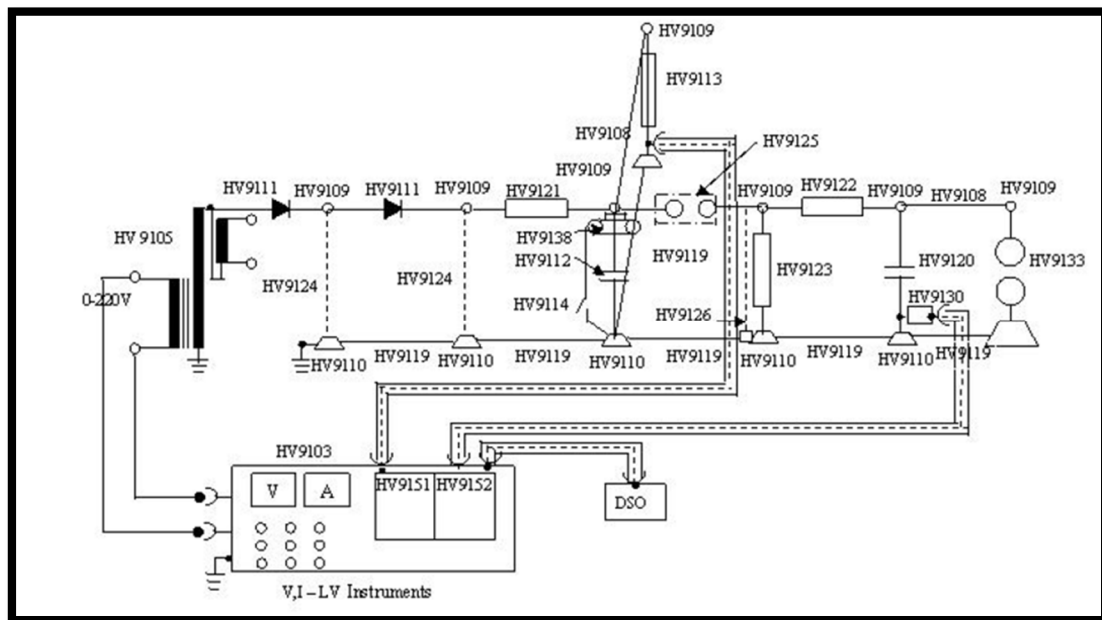 HV9109
HV9113
HV9108
HV9125
HV9109
HV9111
HV9109
HV9111
HV9109
HV9121
HV9109
HV9122
HV9109
HV9108
HV9109
HV 9105
HV9138
HV9119
HV9112
HV9123
HV9120
HV9133
HV9124
HV9124
0-220V
HV9114
HV9130
HV9126
HV9110
HV9119
HV9110
HV9119
HV9110
HV9119
HV9110
HV9119
HV9110
HV9119
HV9103
V
A
HV9151
HV9152
DSO
V,I – LV Instruments